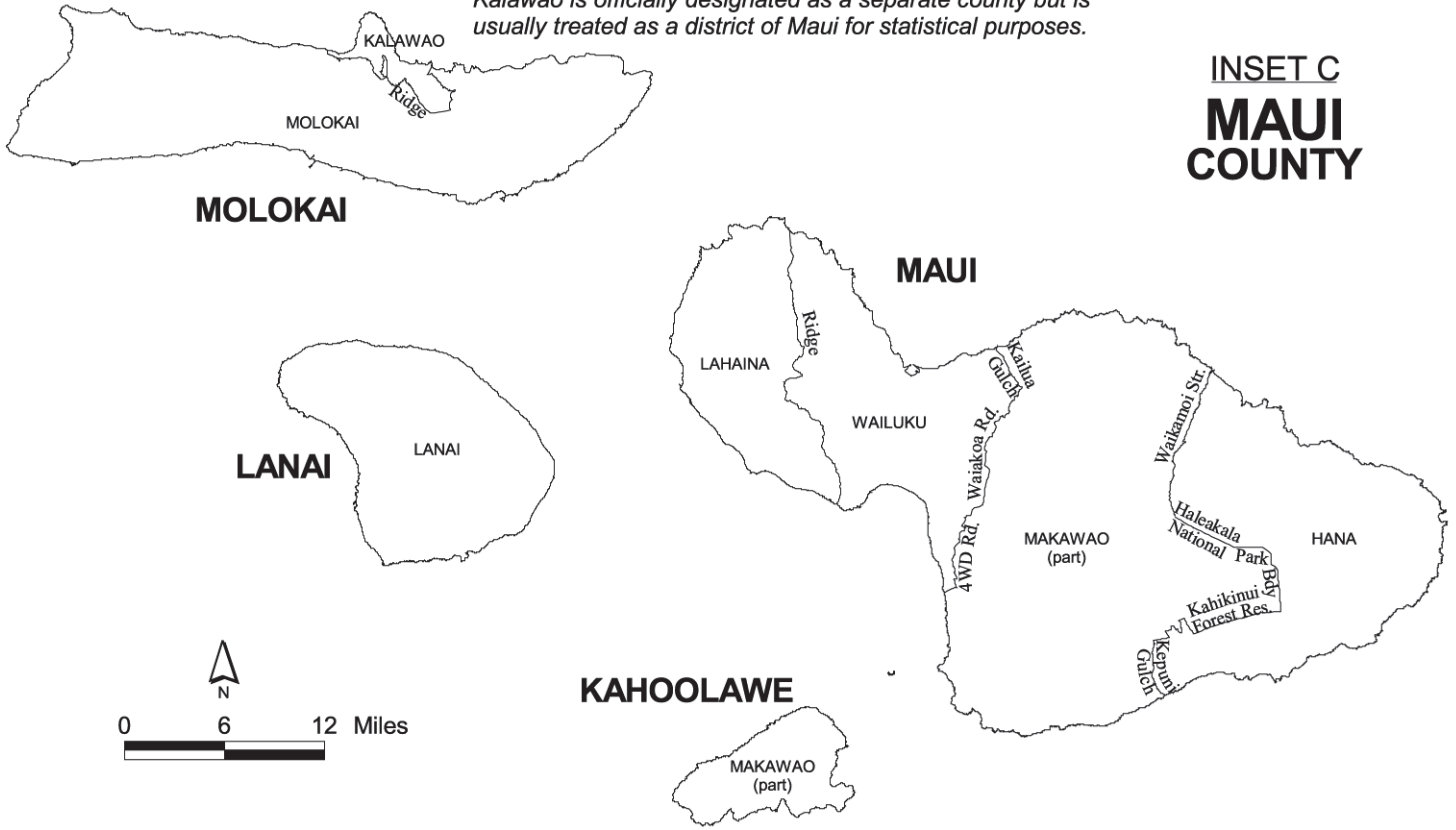 Kalawao is officially designated as a separate county but is
usually treated as a district of Maui for statistical purposes.
INSET C
MAUI
COUNTY
KALAWAO
Ridge
MOLOKAI
MOLOKAI
MAUI
Ridge
LAHAINA
WAILUKU
Kailua
Gulch
Waiakoa Rd.
4WD Rd.
Waikamoi Str.
MAKAWAO
(part)
Haleakala
National Park
Bdy
HANA
Kahikinui
Forest Res.
Kepuni
Gulch
LANAI
LANAI
KAHOOLAWE
MAKAWAO
(part)
N
0 6 12 Miles